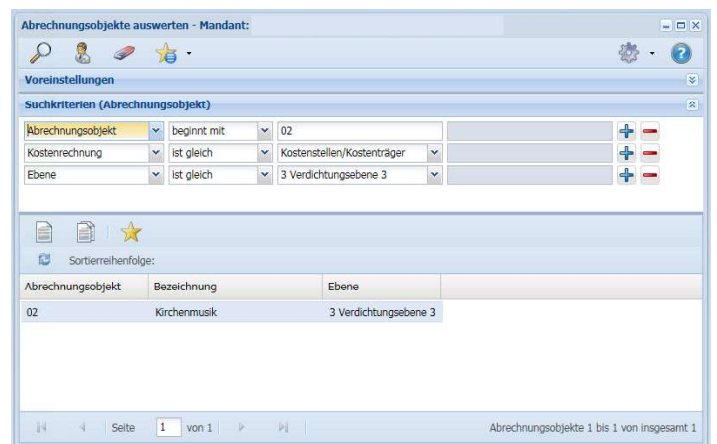 Abrechnungsobjekte auswerten - Mandant:
Voreinstellungen
Suchkriterien (Abrechnungsobjekt)
Abrechnungsobjekt beginnt mit 02
Kostenrechnung ist gleich Kostenstellen/Kostenträger
Ebene ist gleich 3 Verdichtungsebene 3
Sortierreihenfolge:
Abrechnungsobjekt Bezeichnung Ebene
02 Kirchenmusik 3 Verdichtungsebene 3
Seite 1 von 1 Abrechnungsobjekte 1 bis 1 von insgesamt 1